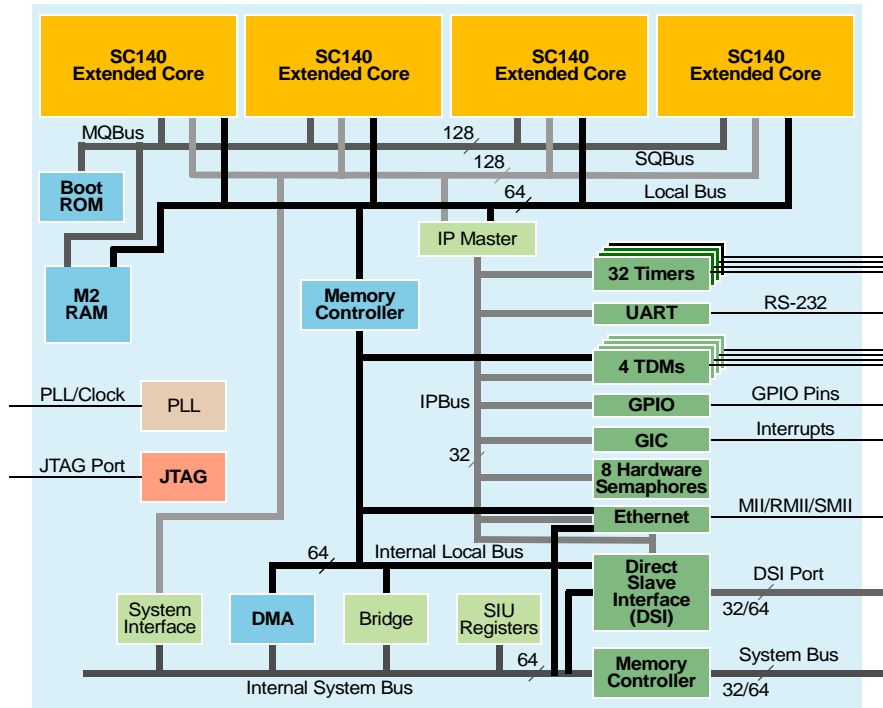 SC140
Extended Core
SC140
Extended Core
SC140
Extended Core
SC140
Extended Core
MQBus
128
128
SQBus
64
Local Bus
Boot
ROM
IP Master
M2
RAM
Memory
Controller
32 Timers
UART
RS-232
4 TDMs
PLL/Clock
PLL
IPBus
GPIO
GPIO Pins
GIC
Interrupts
JTAG Port
JTAG
32
8 Hardware
Semaphores
Ethernet
MII/RMII/SMII
64
Internal Local Bus
Direct
Slave
Interface
(DSI)
DSI Port
32/64
System
Interface
DMA
Bridge
SIU
Registers
64
Internal System Bus
Memory
Controller
System Bus
32/64